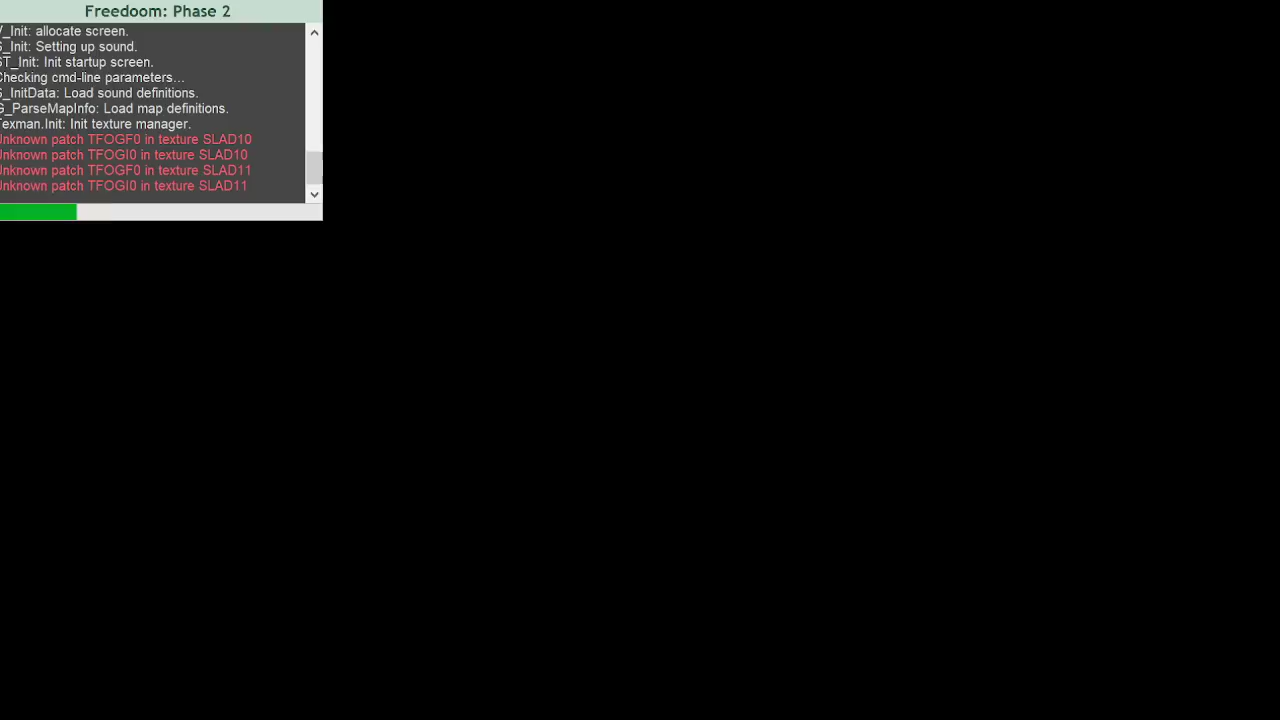 Freedoom: Phase 2
V_Init: allocate screen.
S_Init: Setting up sound.
ST_Init: Init startup screen.
Checking cmd-line parameters...
S_InitData: Load sound definitions.
G_ParseMapInfo: Load map definitions.
Texman.Init: Init texture manager.
Unknown patch TFOGF0 in texture SLAD10
Unknown patch TFOGI0 in texture SLAD10
Unknown patch TFOGF0 in texture SLAD11
Unknown patch TFOGI0 in texture SLAD11